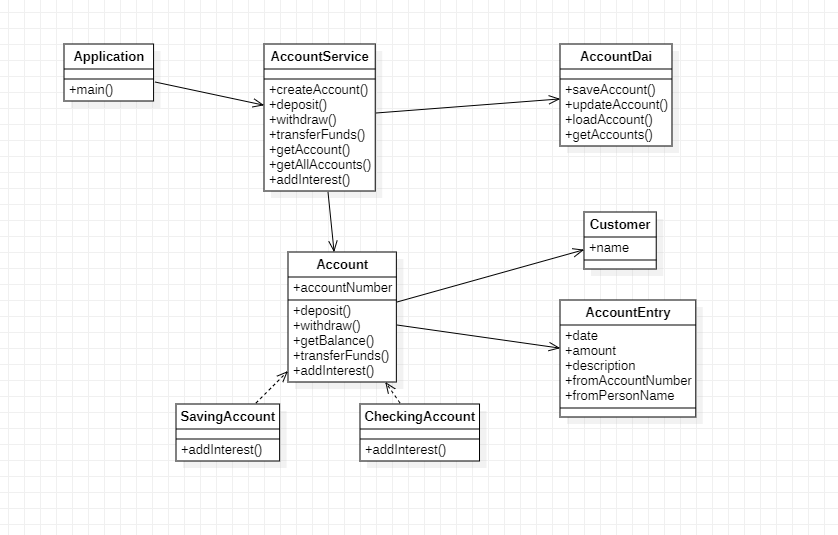 Application
+main()
AccountService
+createAccount()
+deposit()
+withdraw()
+transferFunds()
+getAccount()
+getAllAccounts()
+addInterest()
AccountDai
+saveAccount()
+updateAccount()
+loadAccount()
+getAccounts()
Customer
+name
Account
+accountNumber
+deposit()
+withdraw()
+getBalance()
+transferFunds()
+addInterest()
AccountEntry
+date
+amount
+description
+fromAccountNumber
+fromPersonName
SavingAccount
+addInterest()
CheckingAccount
+addInterest()